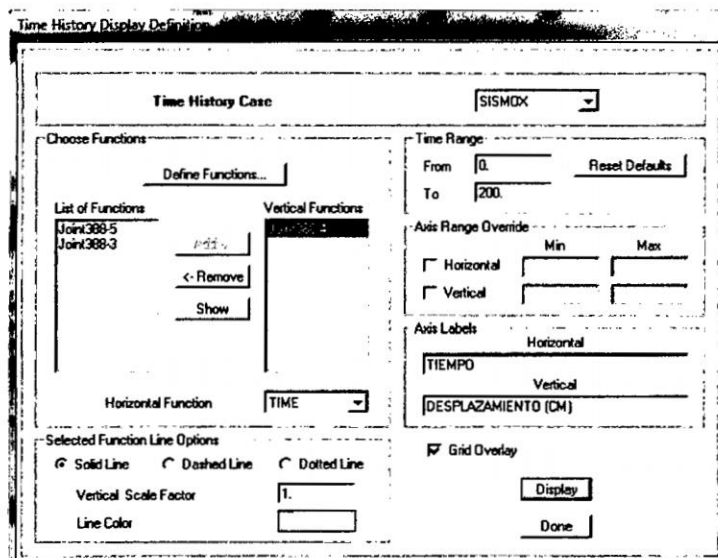 Time History Display Definition
Time History Case
SISMOX
Choose Functions
Define Functions...
List of Functions
Joint388-5
Joint388-3
Add ->
<- Remove
Show
Vertical Functions
Horizontal Function
TIME
Selected Function Line Options
Solid Line
Dashed Line
Dotted Line
Vertical Scale Factor
1.
Line Color
Time Range
From
0.
To
200.
Reset Defaults
Axis Range Override
Min
Max
Horizontal
Vertical
Axis Labels
Horizontal
TIEMPO
Vertical
DESPLAZAMIENTO (CM)
Grid Overlay
Display
Done